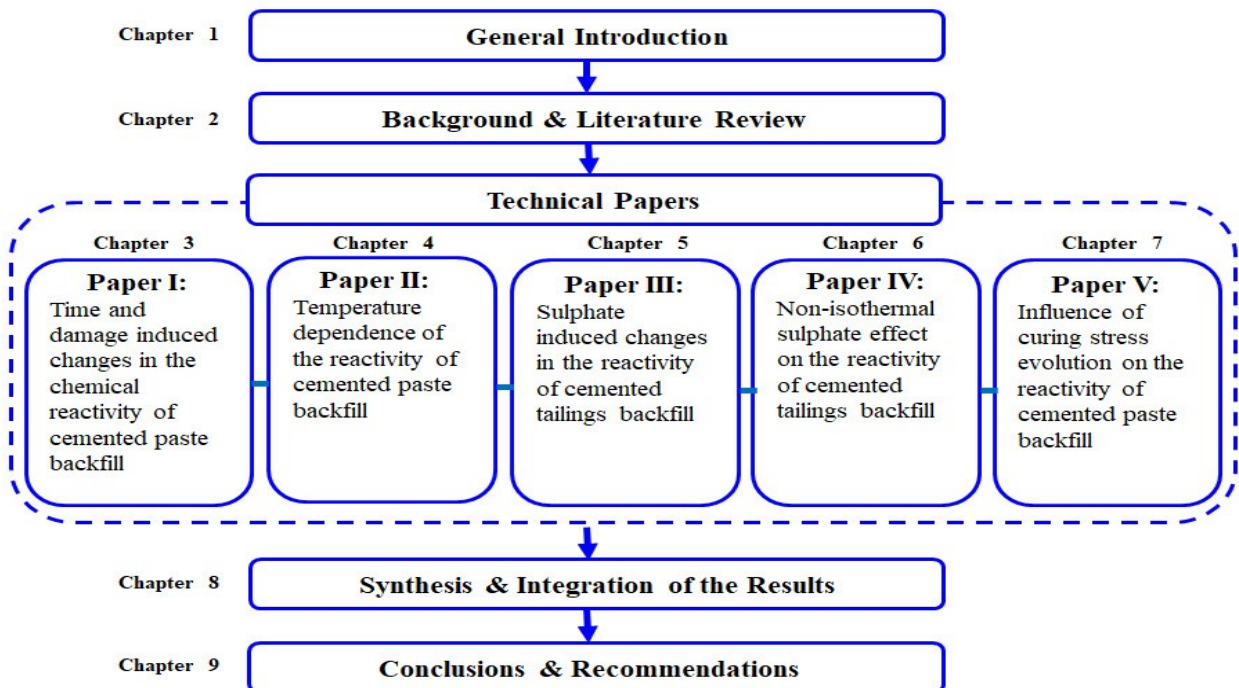 Chapter 1
General Introduction
Chapter 2
Background & Literature Review
Technical Papers
Chapter 3
Paper I:
Time and
damage induced
changes in the
chemical
reactivity of
cemented paste
backfill
Chapter 4
Paper II:
Temperature
dependence of
the reactivity of
cemented paste
backfill
Chapter 5
Paper III:
Sulphate
induced changes
in the reactivity
of cemented
tailings backfill
Chapter 6
Paper IV:
Non-isothermal
sulphate effect
on the reactivity
of cemented
tailings backfill
Chapter 7
Paper V:
Influence of
curing stress
evolution on the
reactivity of
cemented paste
backfill
Chapter 8
Synthesis & Integration of the Results
Chapter 9
Conclusions & Recommendations